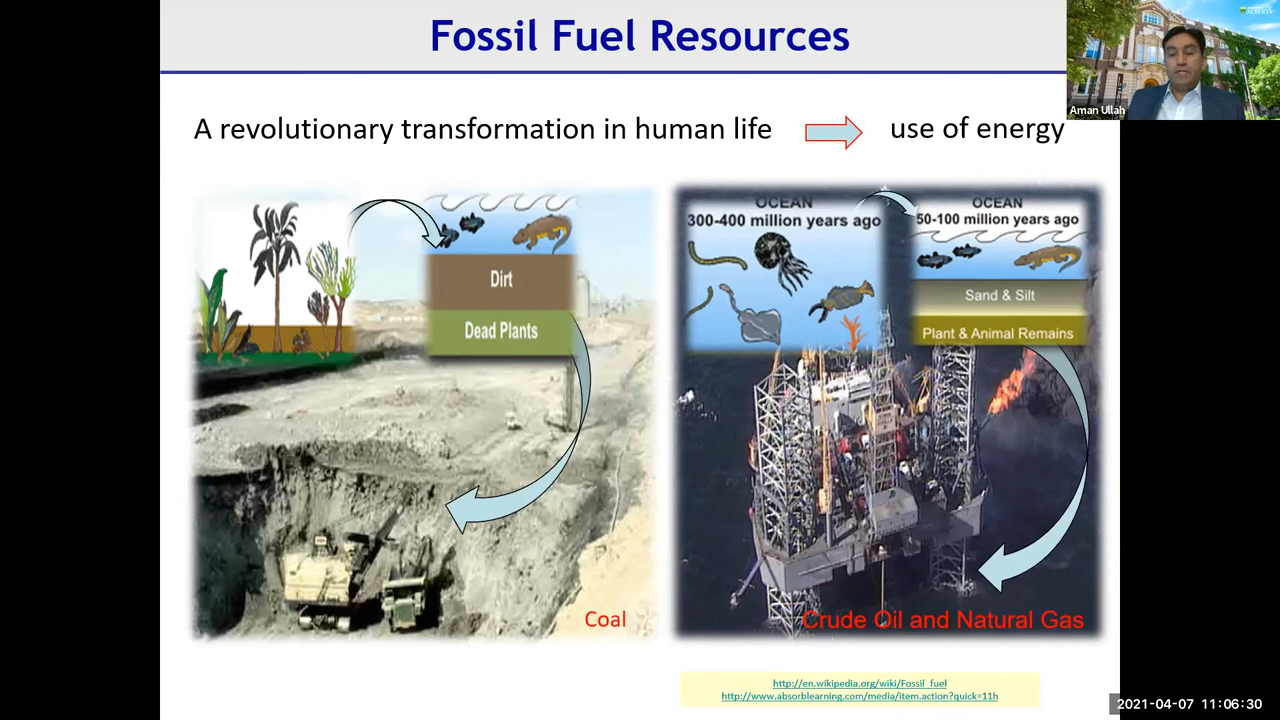 Fossil Fuel Resources
Aman Ullah
A revolutionary transformation in human life
use of energy
Dirt
Dead Plants
Coal
OCEAN
300-400 million years ago
OCEAN
50-100 million years ago
Sand & Silt
Plant & Animal Remains
Crude Oil and Natural Gas
http://en.wikipedia.org/wiki/Fossil_fuel
http://www.absorblearning.com/media/item.action?quick=11h
2021-04-07 11:06:30